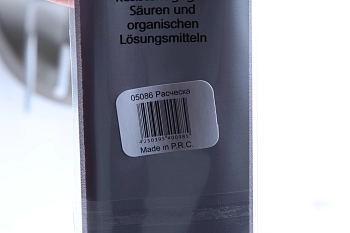 Säuren und
organischen
Lösungsmitteln
05086 Расческа
Made in P.R.C.